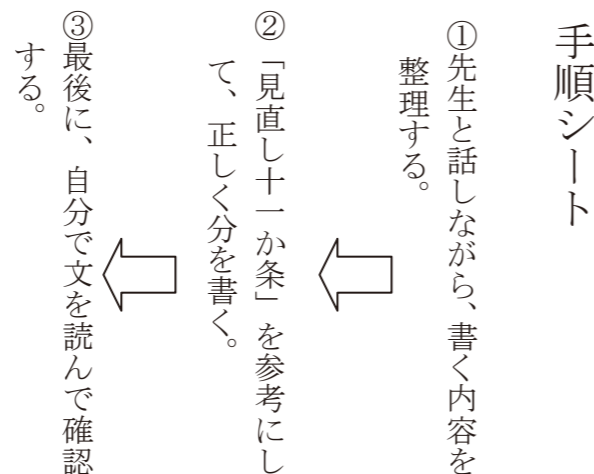 手順シート
①先生と話しながら、書く内容を
整理する。
②「見直し十一か条」を参考にし
て、正しく分を書く。
③最後に、自分で文を読んで確認
する。